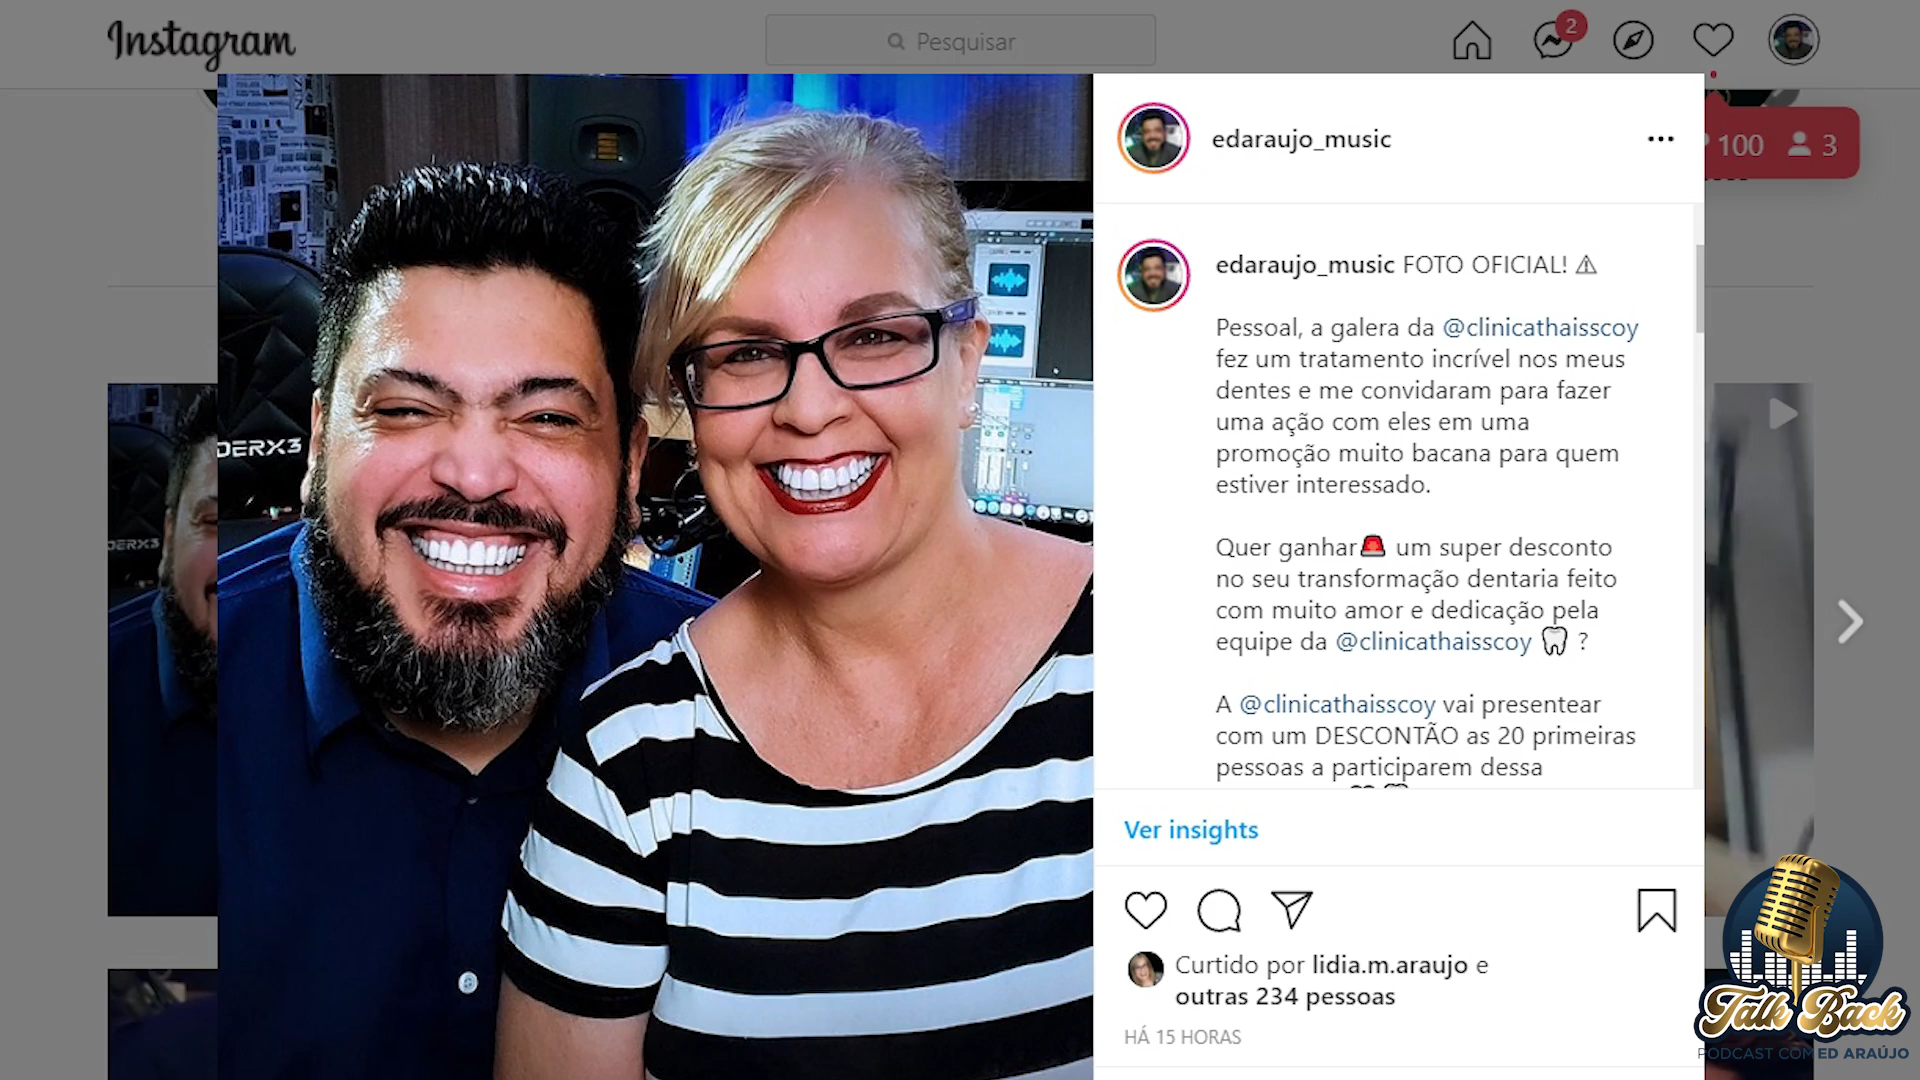 Instagram
Pesquisar
2
edaraujo_music
100 3
edaraujo_music FOTO OFICIAL! ⚠
Pessoal, a galera da @clinicathaisscoy
fez um tratamento incrível nos meus
dentes e me convidaram para fazer
uma ação com eles em uma
promoção muito bacana para quem
estiver interessado.
Quer ganhar🚨 um super desconto
no seu transformação dentaria feito
com muito amor e dedicação pela
equipe da @clinicathaisscoy 🦷 ?
A @clinicathaisscoy vai presentear
com um DESCONTÃO as 20 primeiras
pessoas a participarem dessa
Ver insights
Curtido por lidia.m.araujo e
outras 234 pessoas
HÁ 15 HORAS
DERX3
DERX3
Talk Back
PODCAST COM ED ARAÚJO